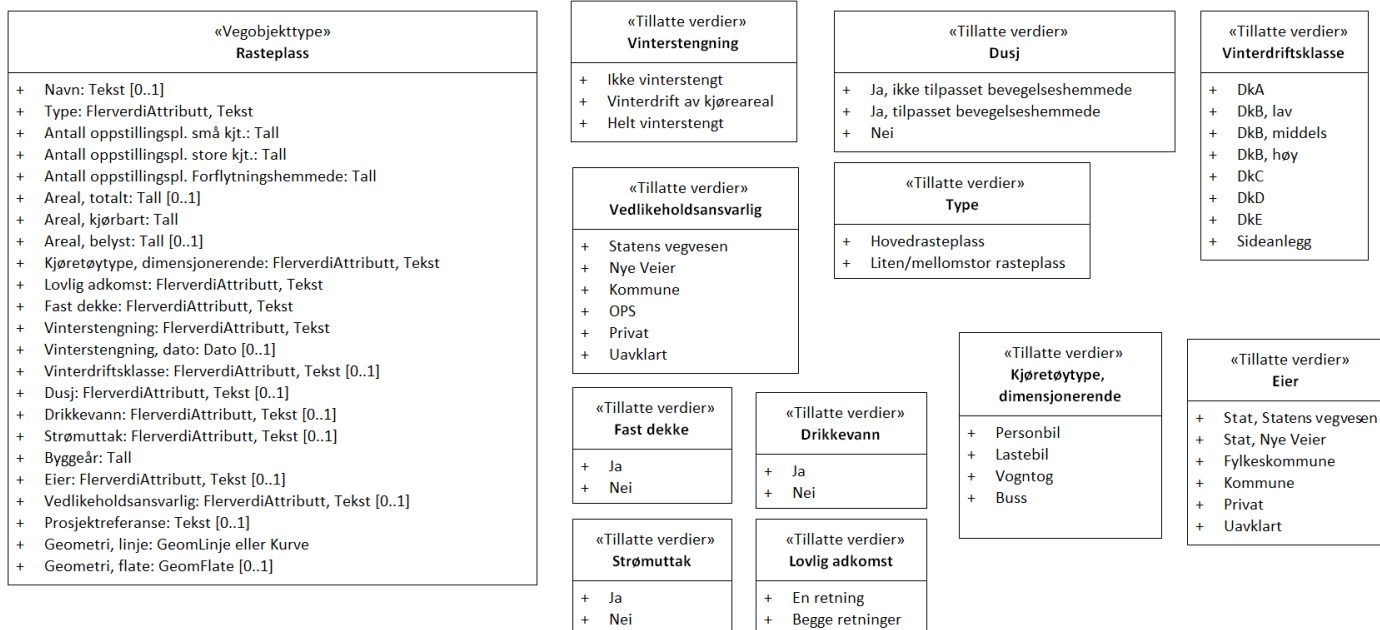 «Vegobjekttype»
Rasteplass
+ Navn: Tekst [0..1]
+ Type: FlerverdiAttributt, Tekst
+ Antall oppstillingspl. små kjt.: Tall
+ Antall oppstillingspl. store kjt.: Tall
+ Antall oppstillingspl. Forflytningshemmede: Tall
+ Areal, totalt: Tall [0..1]
+ Areal, kjørbart: Tall
+ Areal, belyst: Tall [0..1]
+ Kjøretøytype, dimensjonerende: FlerverdiAttributt, Tekst
+ Lovlig adkomst: FlerverdiAttributt, Tekst
+ Fast dekke: FlerverdiAttributt, Tekst
+ Vinterstengning: FlerverdiAttributt, Tekst
+ Vinterstengning, dato: Dato [0..1]
+ Vinterdriftsklasse: FlerverdiAttributt, Tekst [0..1]
+ Dusj: FlerverdiAttributt, Tekst [0..1]
+ Drikkevann: FlerverdiAttributt, Tekst [0..1]
+ Strømuttak: FlerverdiAttributt, Tekst [0..1]
+ Byggeår: Tall
+ Eier: FlerverdiAttributt, Tekst [0..1]
+ Vedlikeholdsansvarlig: FlerverdiAttributt, Tekst [0..1]
+ Prosjektreferanse: Tekst [0..1]
+ Geometri, linje: GeomLinje eller Kurve
+ Geometri, flate: GeomFlate [0..1]
«Tillatte verdier»
Vinterstengning
+ Ikke vinterstengt
+ Vinterdrift av kjøreareal
+ Helt vinterstengt
«Tillatte verdier»
Dusj
+ Ja, ikke tilpasset bevegelseshemmede
+ Ja, tilpasset bevegelseshemmede
+ Nei
«Tillatte verdier»
Vinterdriftsklasse
+ DkA
+ DkB, lav
+ DkB, middels
+ DkB, høy
+ DkC
+ DkD
+ DkE
+ Sideanlegg
«Tillatte verdier»
Vedlikeholdsansvarlig
+ Statens vegvesen
+ Nye Veier
+ Kommune
+ OPS
+ Privat
+ Uavklart
«Tillatte verdier»
Type
+ Hovedrasteplass
+ Liten/mellomstor rasteplass
«Tillatte verdier»
Fast dekke
+ Ja
+ Nei
«Tillatte verdier»
Drikkevann
+ Ja
+ Nei
«Tillatte verdier»
Kjøretøytype,
dimensjonerende
+ Personbil
+ Lastebil
+ Vogntog
+ Buss
«Tillatte verdier»
Eier
+ Stat, Statens vegvesen
+ Stat, Nye Veier
+ Fylkeskommune
+ Kommune
+ Privat
+ Uavklart
«Tillatte verdier»
Strømuttak
+ Ja
+ Nei
«Tillatte verdier»
Lovlig adkomst
+ En retning
+ Begge retninger